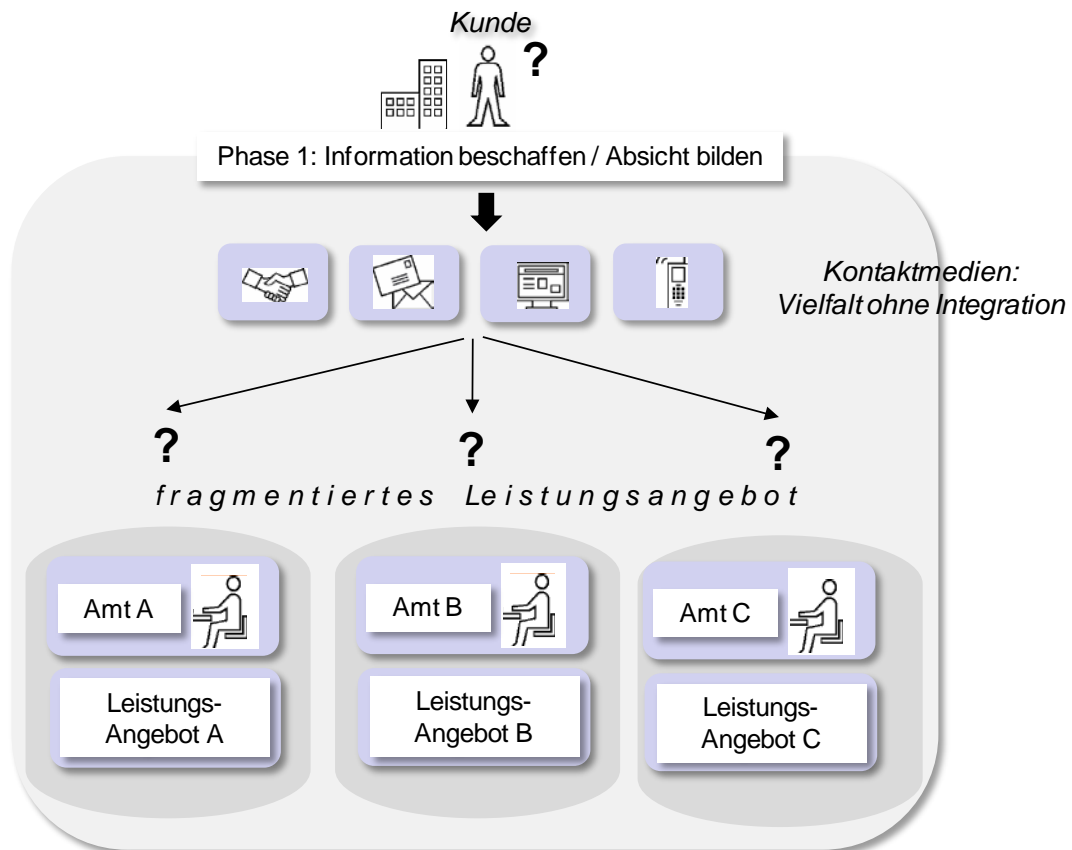 Kunde
?
Phase 1: Information beschaffen / Absicht bilden
Kontaktmedien:
Vielfalt ohne Integration
? ? ?
fragmentiertes Leistungsangebot
Amt A
Amt B
Amt C
Leistungs-
Angebot A
Leistungs-
Angebot B
Leistungs-
Angebot C